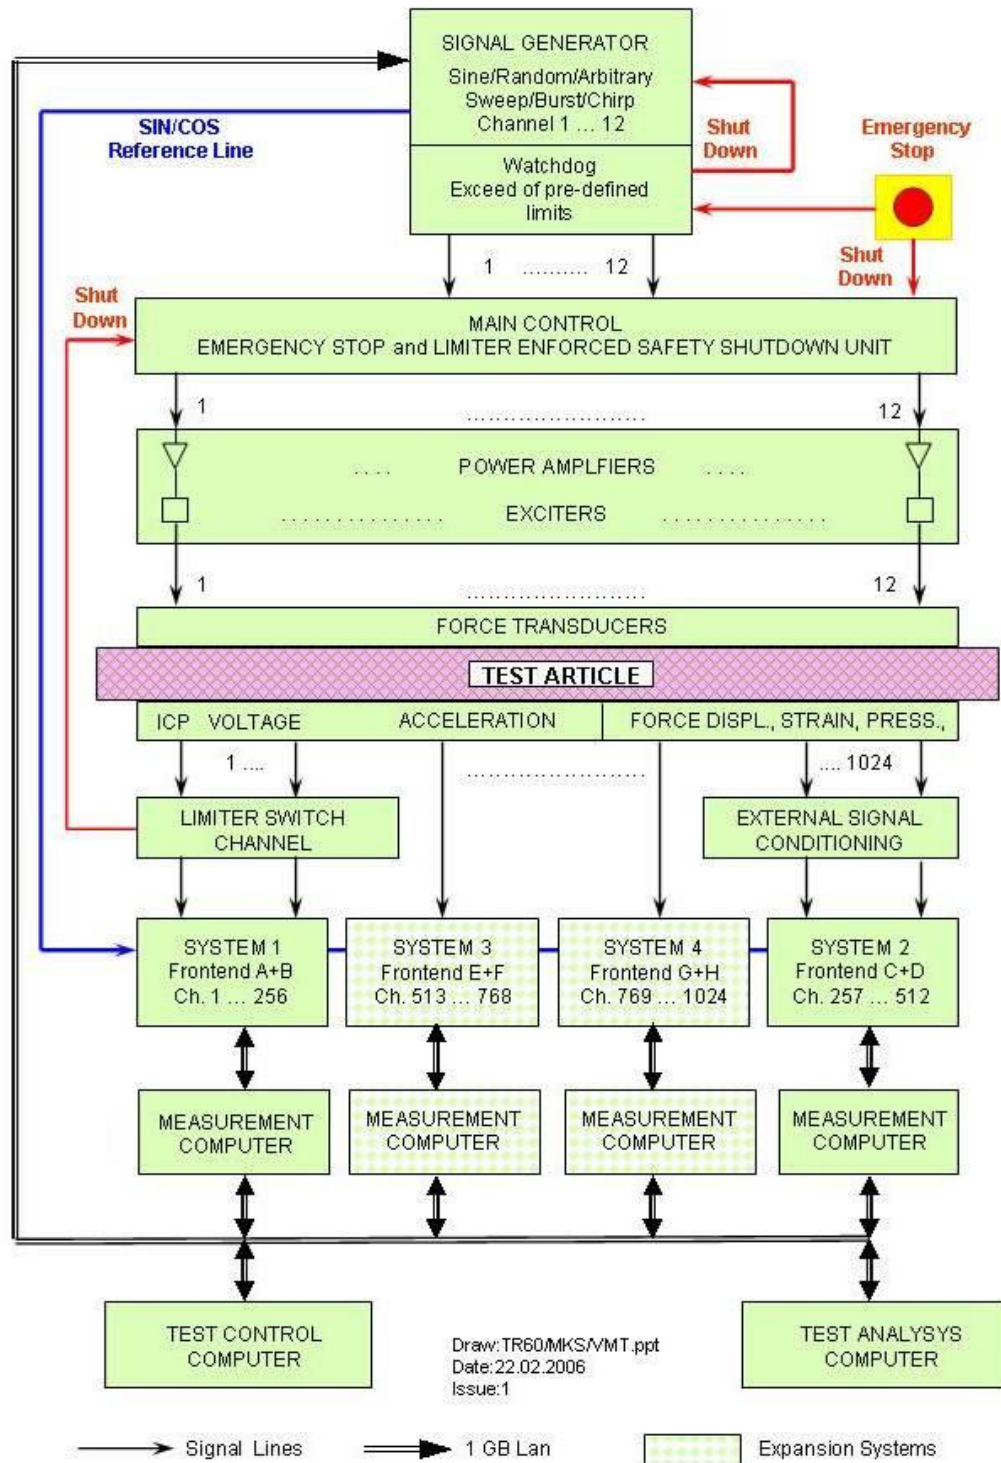 SIGNAL GENERATOR
Sine/Random/Arbitrary
Sweep/Burst/Chirp
Channel 1 ... 12
SIN/COS
Reference Line
Shut
Down
Emergency
Stop
Watchdog
Exceed of pre-defined
limits
1 .......... 12
Shut
Down
Shut
Down
MAIN CONTROL
EMERGENCY STOP and LIMITER ENFORCED SAFETY SHUTDOWN UNIT
1 ........................ 12
.... POWER AMPLFIERS ....
............... EXCITERS ..................
1 ........................ 12
FORCE TRANSDUCERS
TEST ARTICLE
ICP VOLTAGE ACCELERATION FORCE DISPL., STRAIN, PRESS.,
1 .... ........................ .... 1024
LIMITER SWITCH
CHANNEL
EXTERNAL SIGNAL
CONDITIONING
SYSTEM 1
Frontend A+B
Ch. 1 ... 256
SYSTEM 3
Frontend E+F
Ch. 513 ... 768
SYSTEM 4
Frontend G+H
Ch. 769 ... 1024
SYSTEM 2
Frontend C+D
Ch. 257 ... 512
MEASUREMENT
COMPUTER
MEASUREMENT
COMPUTER
MEASUREMENT
COMPUTER
MEASUREMENT
COMPUTER
TEST CONTROL
COMPUTER
Draw:TR60/MKS/VMT.ppt
Date:22.02.2006
Issue:1
TEST ANALYSYS
COMPUTER
Signal Lines
1 GB Lan
Expansion Systems